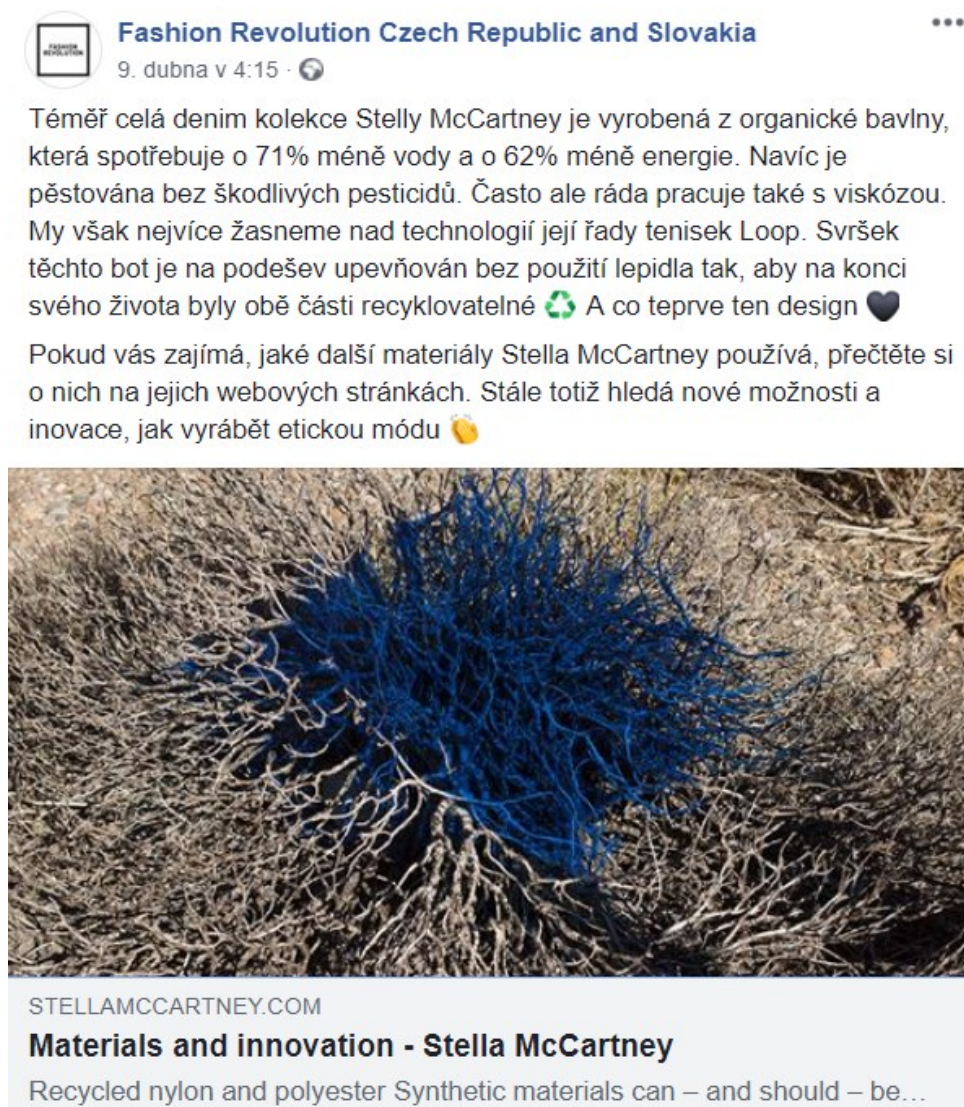 FASHION
REVOLUTION
Fashion Revolution Czech Republic and Slovakia
9. dubna v 4:15 ·
Téměř celá denim kolekce Stelly McCartney je vyrobená z organické bavlny,
která spotřebuje o 71% méně vody a o 62% méně energie. Navíc je
pěstována bez škodlivých pesticidů. Často ale ráda pracuje také s viskózou.
My však nejvíce žasneme nad technologií její řady tenisek Loop. Svršek
těchto bot je na podešev upevňován bez použití lepidla tak, aby na konci
svého života byly obě části recyklovatelné ♻️ A co teprve ten design 🖤
Pokud vás zajímá, jaké další materiály Stella McCartney používá, přečtěte si
o nich na jejich webových stránkách. Stále totiž hledá nové možnosti a
inovace, jak vyrábět etickou módu 👏
STELLAMCCARTNEY.COM
Materials and innovation - Stella McCartney
Recycled nylon and polyester Synthetic materials can – and should – be...